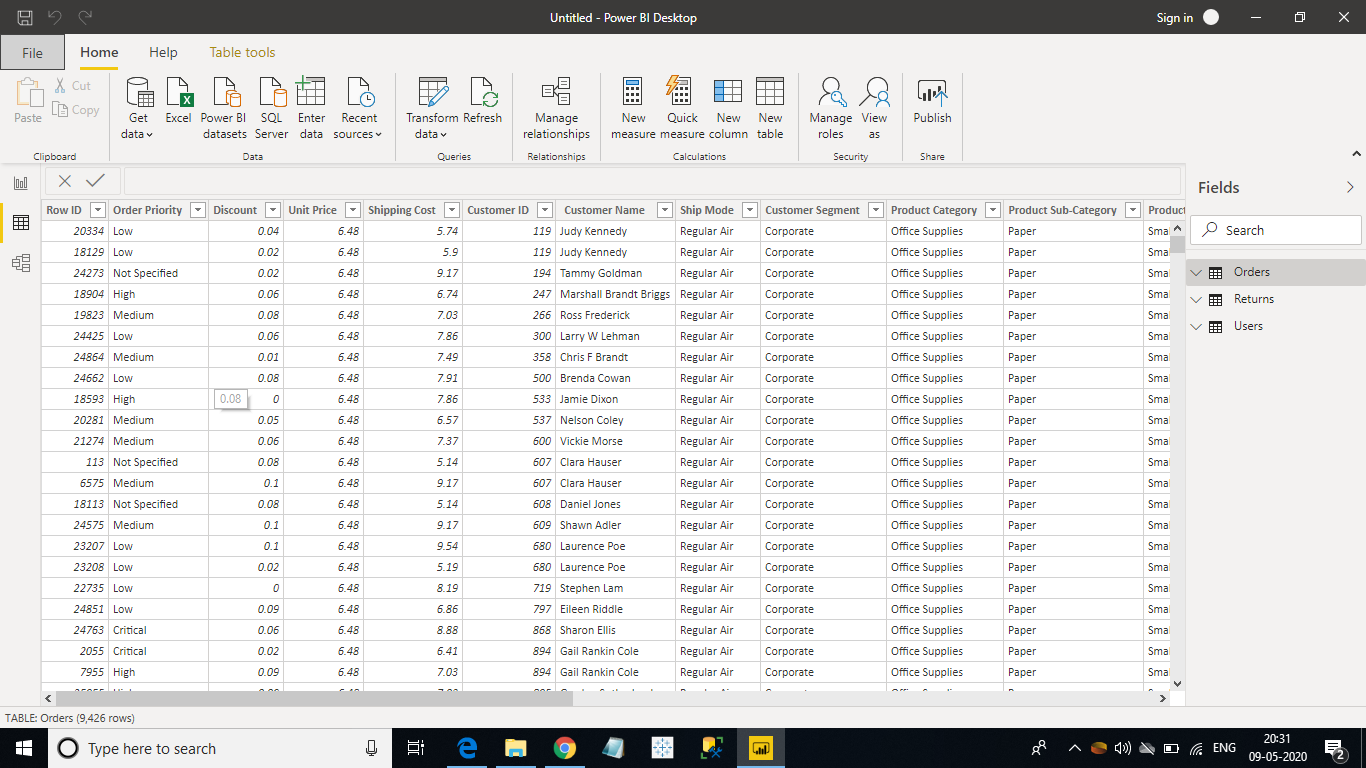 Untitled - Power BI Desktop
Sign in
File Home Help Table tools
Paste Cut Copy
Get data Excel Power BI datasets SQL Server Enter data Recent sources
Transform data Refresh
Manage relationships
New measure Quick measure New column New table
Manage roles View as
Publish
Clipboard Data Queries Relationships Calculations Security Share
Fields
Search
Orders
Returns
Users
Row ID Order Priority Discount Unit Price Shipping Cost Customer ID Customer Name Ship Mode Customer Segment Product Category Product Sub-Category Product
20334 Low 0.04 6.48 5.74 119 Judy Kennedy Regular Air Corporate Office Supplies Paper Sma
18129 Low 0.02 6.48 5.9 119 Judy Kennedy Regular Air Corporate Office Supplies Paper Sma
24273 Not Specified 0.02 6.48 9.17 194 Tammy Goldman Regular Air Corporate Office Supplies Paper Sma
18904 High 0.06 6.48 6.74 247 Marshall Brandt Briggs Regular Air Corporate Office Supplies Paper Sma
19823 Medium 0.08 6.48 7.03 266 Ross Frederick Regular Air Corporate Office Supplies Paper Sma
24425 Low 0.06 6.48 7.86 300 Larry W Lehman Regular Air Corporate Office Supplies Paper Sma
24864 Medium 0.01 6.48 7.49 358 Chris F Brandt Regular Air Corporate Office Supplies Paper Sma
24662 Low 0.08 6.48 7.91 500 Brenda Cowan Regular Air Corporate Office Supplies Paper Sma
18593 High 0.08 0 6.48 7.86 533 Jamie Dixon Regular Air Corporate Office Supplies Paper Sma
20281 Medium 0.05 6.48 6.57 537 Nelson Coley Regular Air Corporate Office Supplies Paper Sma
21274 Medium 0.06 6.48 7.37 600 Vickie Morse Regular Air Corporate Office Supplies Paper Sma
113 Not Specified 0.08 6.48 5.14 607 Clara Hauser Regular Air Corporate Office Supplies Paper Sma
6575 Medium 0.1 6.48 9.17 607 Clara Hauser Regular Air Corporate Office Supplies Paper Sma
18113 Not Specified 0.08 6.48 5.14 608 Daniel Jones Regular Air Corporate Office Supplies Paper Sma
24575 Medium 0.1 6.48 9.17 609 Shawn Adler Regular Air Corporate Office Supplies Paper Sma
23207 Low 0.1 6.48 9.54 680 Laurence Poe Regular Air Corporate Office Supplies Paper Sma
23208 Low 0.02 6.48 5.19 680 Laurence Poe Regular Air Corporate Office Supplies Paper Sma
22735 Low 0 6.48 8.19 719 Stephen Lam Regular Air Corporate Office Supplies Paper Sma
24851 Low 0.09 6.48 6.86 797 Eileen Riddle Regular Air Corporate Office Supplies Paper Sma
24763 Critical 0.06 6.48 8.88 868 Sharon Ellis Regular Air Corporate Office Supplies Paper Sma
2055 Critical 0.02 6.48 6.41 894 Gail Rankin Cole Regular Air Corporate Office Supplies Paper Sma
7955 High 0.09 6.48 7.03 894 Gail Rankin Cole Regular Air Corporate Office Supplies Paper Sma
TABLE: Orders (9,426 rows)
Type here to search
ENG
20:31
09-05-2020
2